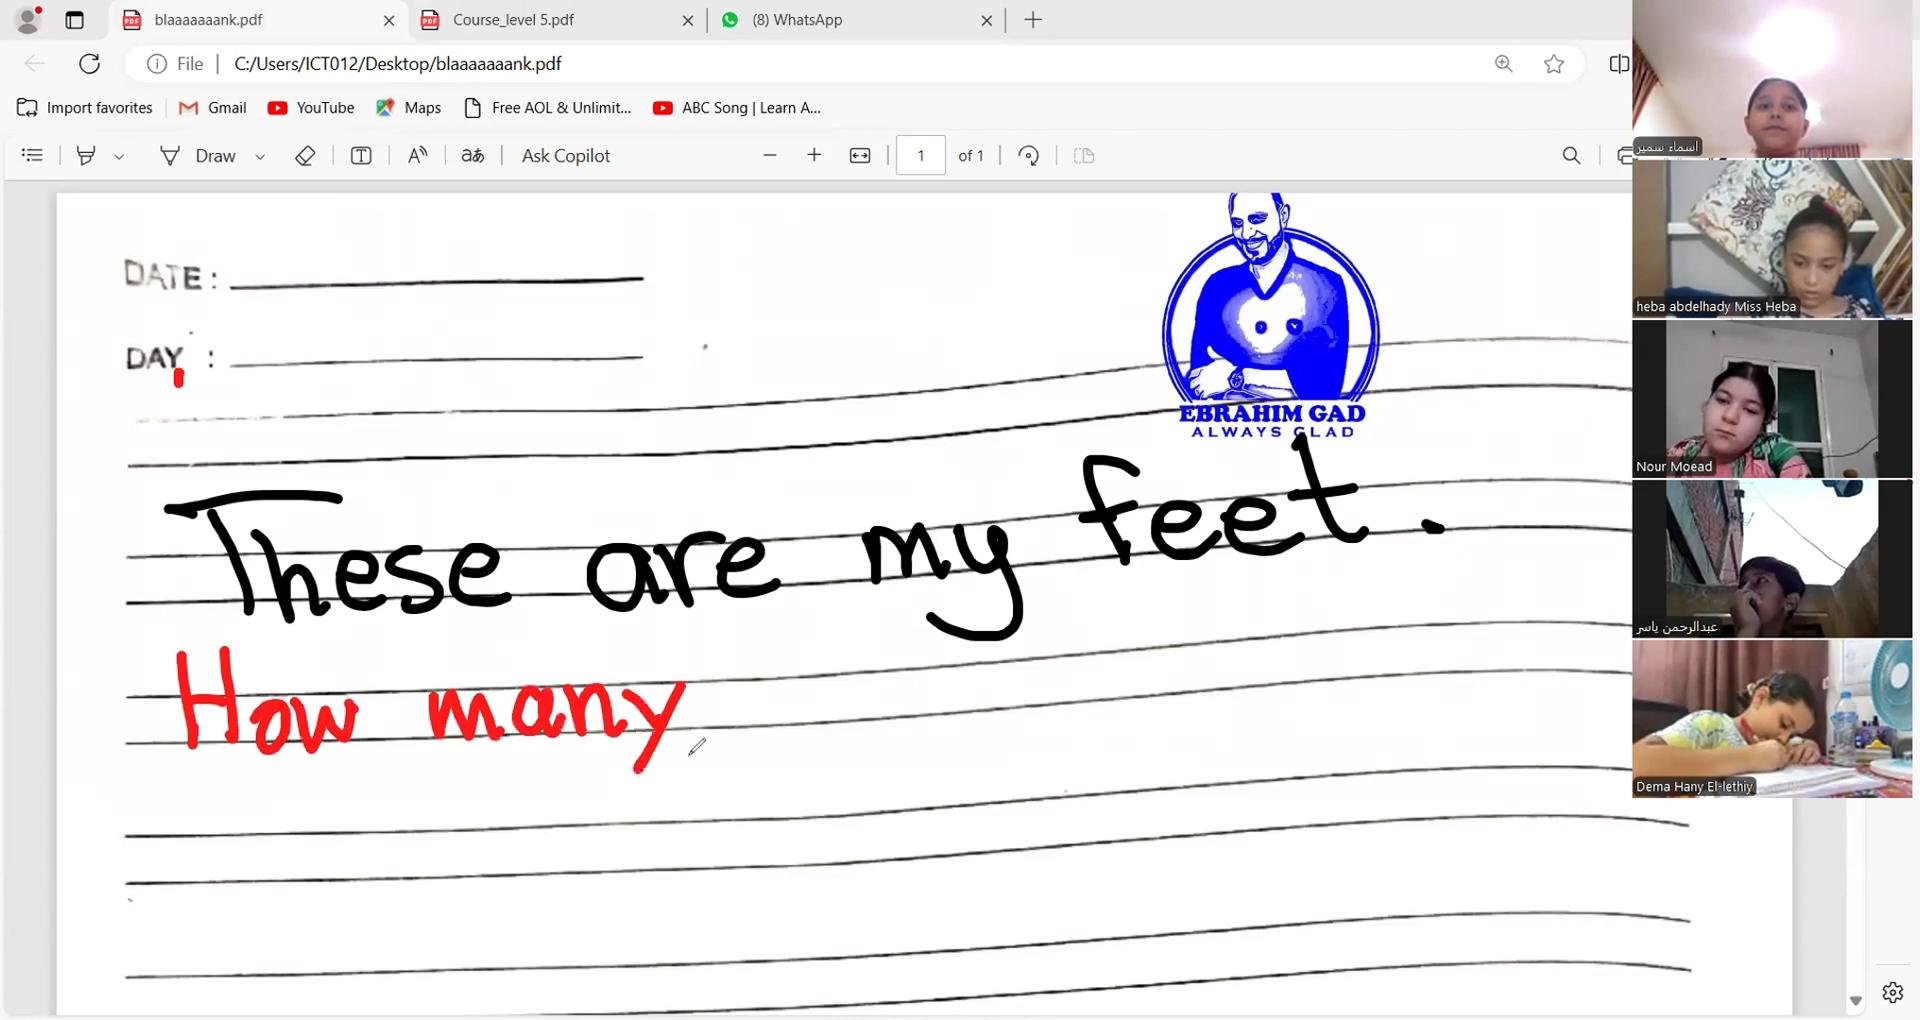 blaaaaaaank.pdf
Course_level 5.pdf
(8) WhatsApp
File
C:/Users/ICT012/Desktop/blaaaaaaank.pdf
Import favorites
Gmail
YouTube
Maps
Free AOL & Unlimit...
ABC Song | Learn A...
Draw
aあ
Ask Copilot
1 of 1
DATE :
DAY :
EBRAHIM GAD
ALWAYS GLAD
These are my feet.
How many
اسماء سمير
heba abdelhady Miss Heba
Nour Moead
عبدالرحمن ياسر
Dema Hany El-lethiy